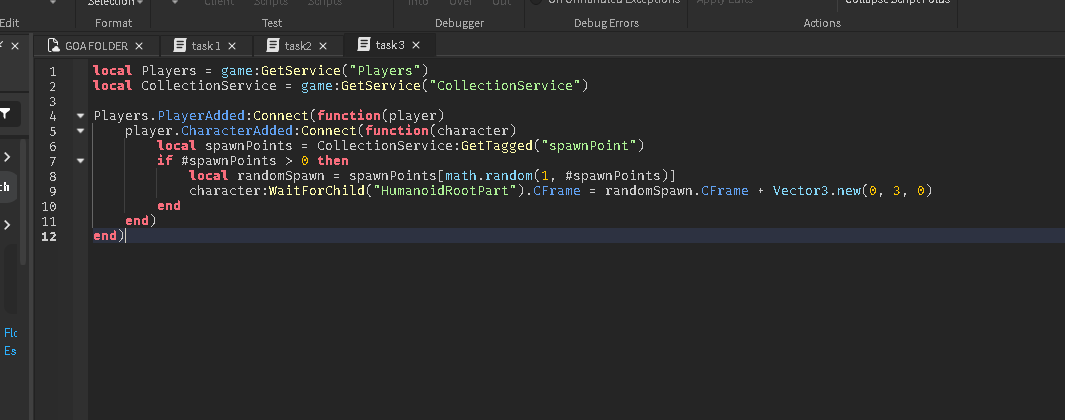 Selection
Client Scripts Scripts Into Over Out On Unhandled Exceptions Apply Edits Collapse Script Folds
Edit Format Test Debugger Debug Errors Actions
GOA FOLDER × task1 × task2 × task3 ×
1 local Players = game:GetService("Players")
2 local CollectionService = game:GetService("CollectionService")
3
4 Players.PlayerAdded:Connect(function(player)
5 player.CharacterAdded:Connect(function(character)
6 local spawnPoints = CollectionService:GetTagged("spawnPoint")
7 if #spawnPoints > 0 then
8 local randomSpawn = spawnPoints[math.random(1, #spawnPoints)]
9 character:WaitForChild("HumanoidRootPart").CFrame = randomSpawn.CFrame + Vector3.new(0, 3, 0)
10 end
11 end)
12 end)
ch
Flo
Es